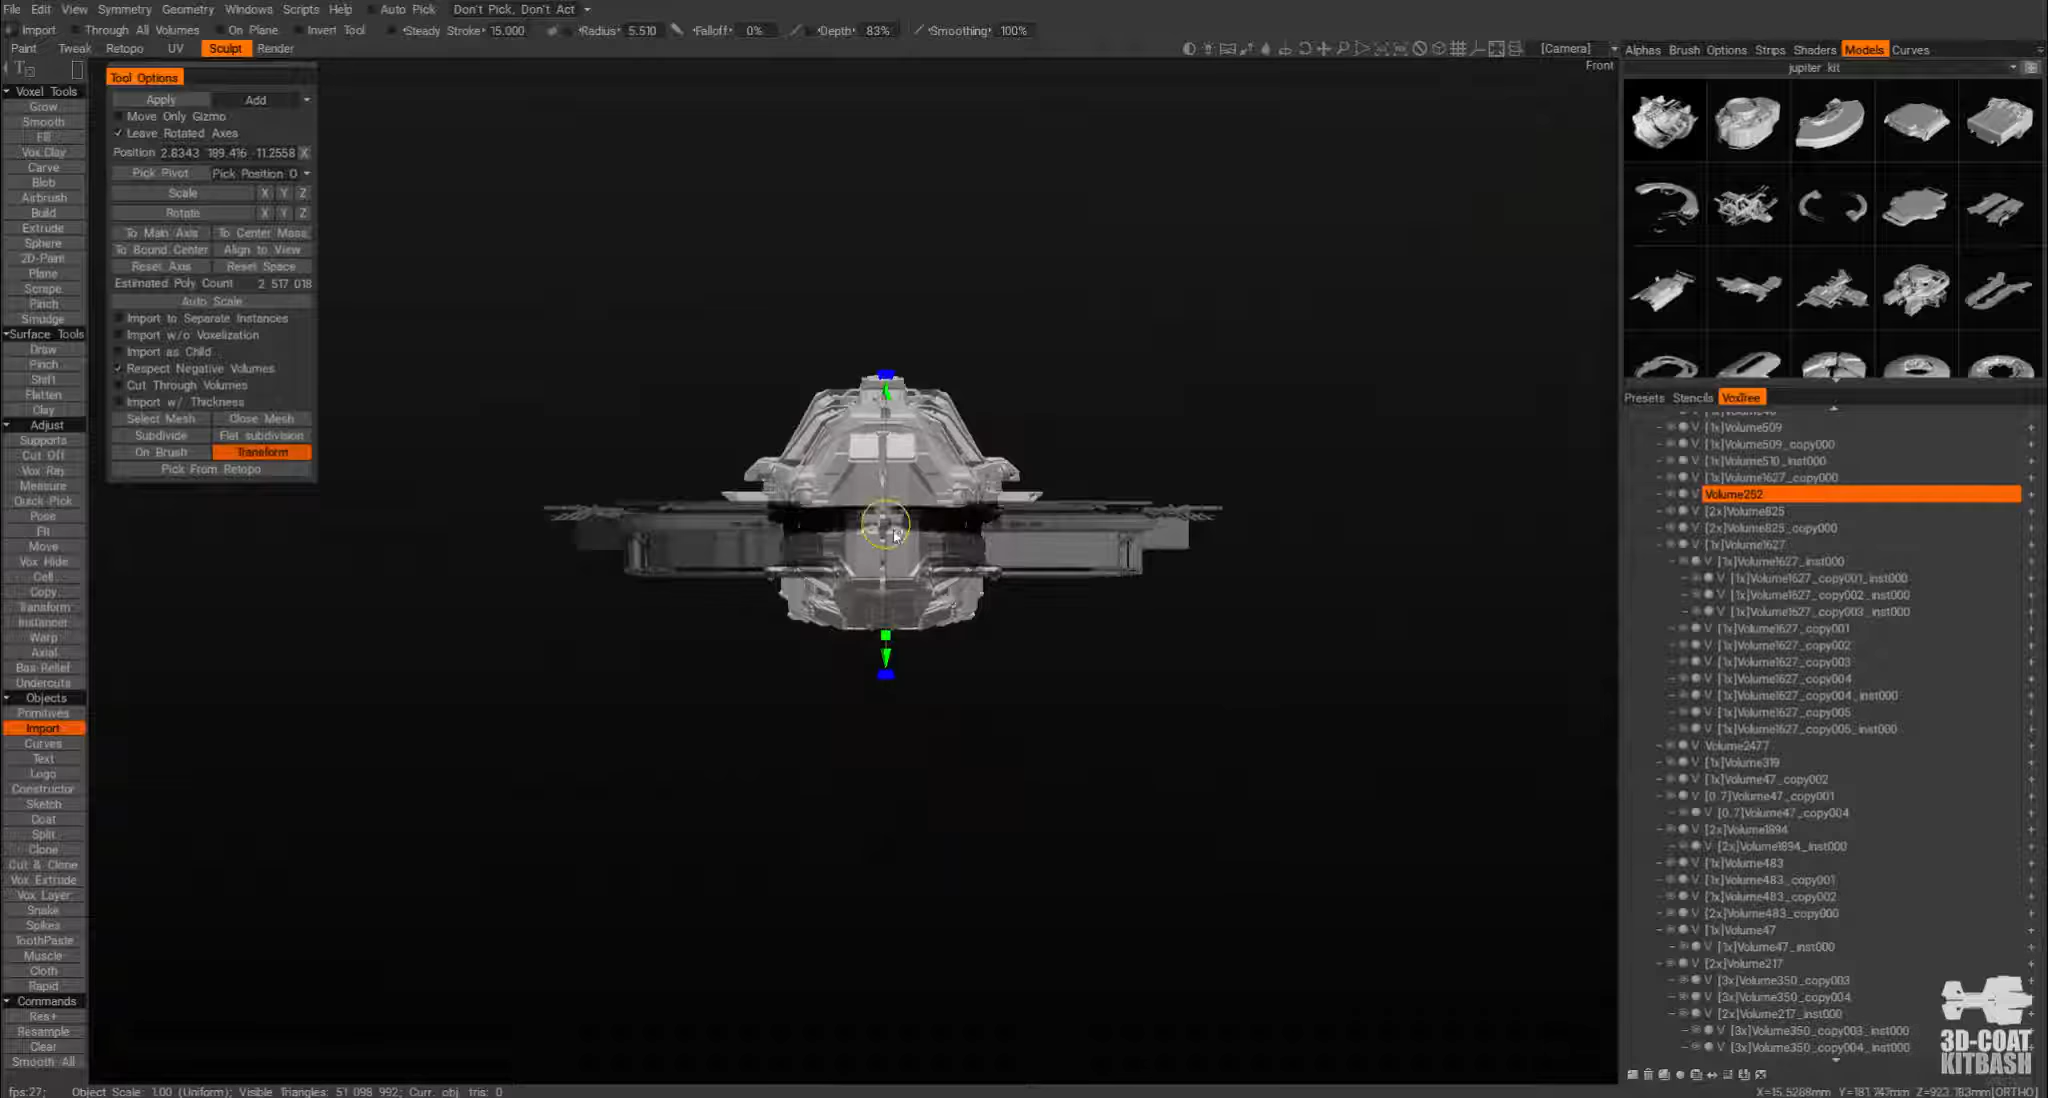 File Edit View Symmetry Geometry Windows Scripts Help Auto Pick Don't Pick, Don't Act
Import Through All Volumes On Plane Invert Tool Steady Stroke 15.000 Radius 5.510 Falloff 0% Depth 83% Smoothing 100%
Paint Tweak Retopo UV Sculpt Render
[Camera]
Alphas Brush Options Strips Shaders Models Curves
Front
jupiter kit
Tool Options
Apply Add
Move Only Gizmo
Leave Rotated Axes
Position 2.8343 199.416 -11.2558 X
Pick Pivot Pick Position O
Scale X Y Z
Rotate X Y Z
To Main Axis To Center Mass
To Bound Center Align to View
Reset Axis Reset Space
Estimated Poly Count 2 517 018
Auto Scale
Import to Separate Instances
Import w/o Voxelization
Import as Child
Respect Negative Volumes
Cut Through Volumes
Import w/ Thickness
Select Mesh Close Mesh
Subdivide Flat subdivision
On Brush Transform
Pick From Retopo
Voxel Tools
Grow
Smooth
Fill
Vox Clay
Carve
Blob
Airbrush
Build
Extrude
Sphere
2D-Paint
Plane
Scrape
Pinch
Smudge
Surface Tools
Draw
Pinch
Shift
Flatten
Clay
Adjust
Supports
Cut Off
Vox Ray
Measure
Quick-Pick
Pose
Fit
Move
Vox Hide
Cell
Copy
Transform
Instancer
Warp
Axial
Bas-Relief
Undercuts
Objects
Primitives
Import
Curves
Text
Logo
Constructor
Sketch
Coat
Split
Clone
Cut & Clone
Vox Extrude
Vox Layer
Snake
Spikes
ToothPaste
Muscle
Cloth
Rapid
Commands
Res+
Resample
Clear
Smooth All
Presets Stencils VoxTree
V [1x]Volume509
V [1x]Volume509_copy000
V [1x]Volume510_inst000
V [1x]Volume1627_copy000
V Volume252
V [2x]Volume825
V [2x]Volume825_copy000
V [1x]Volume1627
V [1x]Volume1627_inst000
V [1x]Volume1627_copy001_inst000
V [1x]Volume1627_copy002_inst000
V [1x]Volume1627_copy003_inst000
V [1x]Volume1627_copy001
V [1x]Volume1627_copy002
V [1x]Volume1627_copy003
V [1x]Volume1627_copy004
V [1x]Volume1627_copy004_inst000
V [1x]Volume1627_copy005
V [1x]Volume1627_copy005_inst000
V Volume2477
V [1x]Volume319
V [1x]Volume47_copy002
V [0.7]Volume47_copy001
V [0.7]Volume47_copy004
V [2x]Volume1894
V [2x]Volume1894_inst000
V [1x]Volume483
V [1x]Volume483_copy001
V [1x]Volume483_copy002
V [2x]Volume483_copy000
V [1x]Volume47
V [1x]Volume47_inst000
V [2x]Volume217
V [3x]Volume350_copy003
V [3x]Volume350_copy004
V [2x]Volume217_inst000
V [3x]Volume350_copy003_inst000
V [3x]Volume350_copy004_inst000
3D-COAT
KITBASH
fps:27; Object Scale: 1.00 (Uniform); Visible Triangles: 51 098 992; Curr. obj. tris: 0
X=15.5288mm Y=181.747mm Z=923.183mm[ORTHO]